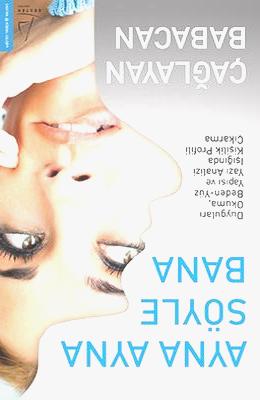 AYNA AYNA
SÖYLE
BANA
Duyguları
Okuma,
Beden-Yüz
Yapısı ve
Yazı Analizi
Işığında
Kişilik Profili
Çıkarma
ÇAĞLAYAN
BABACAN